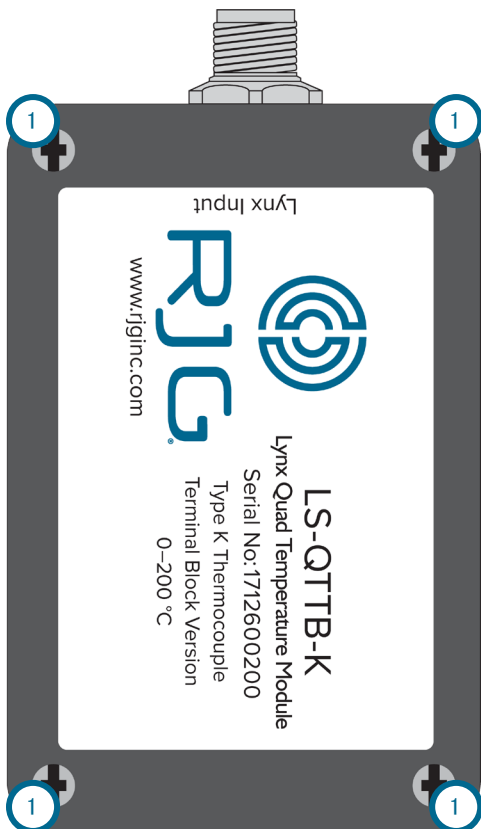 1
1
Lynx Input
RJG®
www.rjginc.com
LS-QTTB-K
Lynx Quad Temperature Module
Serial No:1712600200
Type K Thermocouple
Terminal Block Version
0–200 °C
1
1